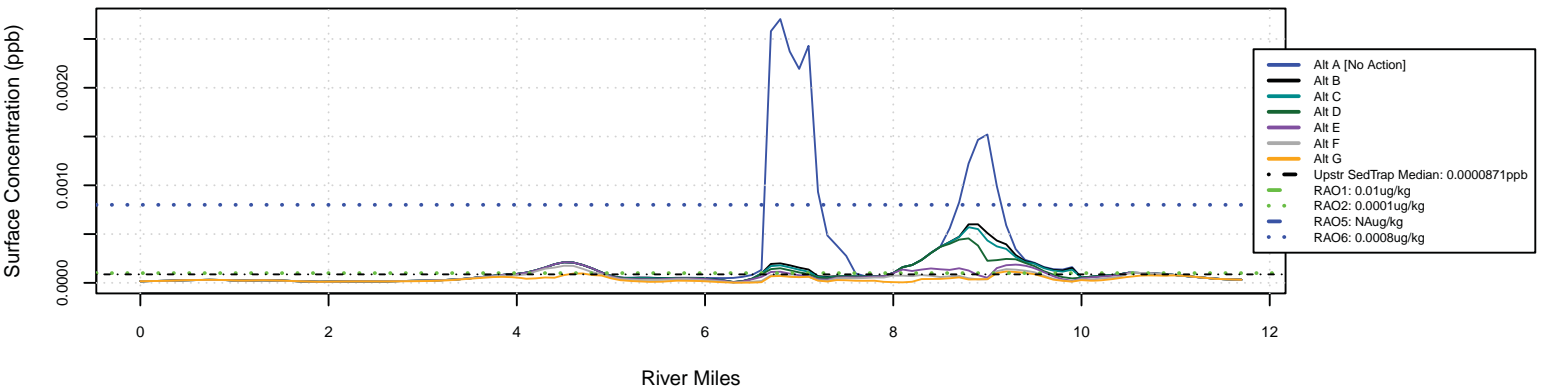 Surface Concentration (ppb)
0.0020
0.0010
0.0000
0 2 4 6 8 10 12
River Miles
Alt A [No Action]
Alt B
Alt C
Alt D
Alt E
Alt F
Alt G
Upstr SedTrap Median: 0.0000871ppb
RAO1: 0.01ug/kg
RAO2: 0.0001ug/kg
RAO5: NAug/kg
RAO6: 0.0008ug/kg